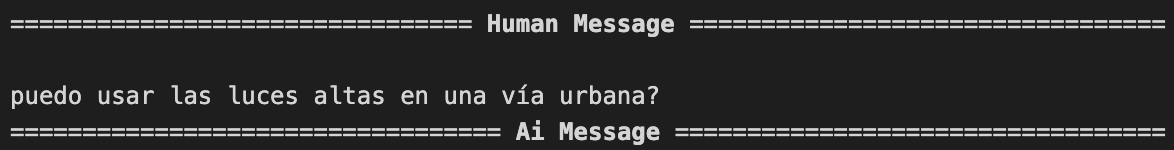 ================================ Human Message =================================
puedo usar las luces altas en una vía urbana?
================================== Ai Message ==================================